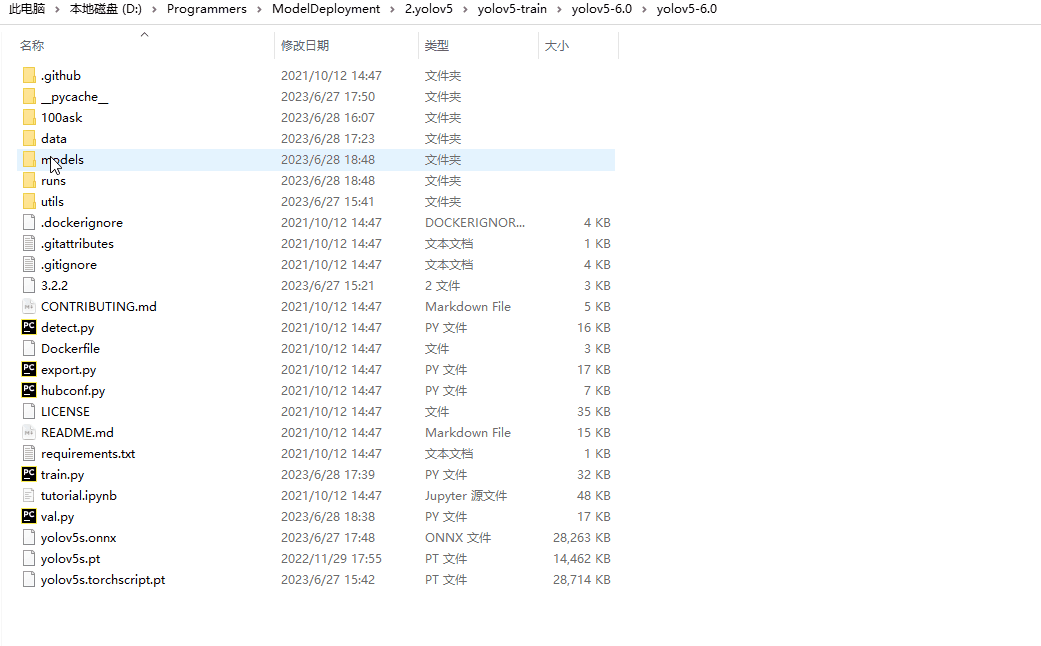 此电脑 › 本地磁盘 (D:) › Programmers › ModelDeployment › 2.yolov5 › yolov5-train › yolov5-6.0 › yolov5-6.0
名称 修改日期 类型 大小
.github 2021/10/12 14:47 文件夹
__pycache__ 2023/6/27 17:50 文件夹
100ask 2023/6/28 16:07 文件夹
data 2023/6/28 17:23 文件夹
models 2023/6/28 18:48 文件夹
runs 2023/6/28 18:48 文件夹
utils 2023/6/27 15:41 文件夹
.dockerignore 2021/10/12 14:47 DOCKERIGNOR... 4 KB
.gitattributes 2021/10/12 14:47 文本文档 1 KB
.gitignore 2021/10/12 14:47 文本文档 4 KB
3.2.2 2023/6/27 15:21 2 文件 3 KB
CONTRIBUTING.md 2021/10/12 14:47 Markdown File 5 KB
detect.py 2021/10/12 14:47 PY 文件 16 KB
Dockerfile 2021/10/12 14:47 文件 3 KB
export.py 2021/10/12 14:47 PY 文件 17 KB
hubconf.py 2021/10/12 14:47 PY 文件 7 KB
LICENSE 2021/10/12 14:47 文件 35 KB
README.md 2021/10/12 14:47 Markdown File 15 KB
requirements.txt 2021/10/12 14:47 文本文档 1 KB
train.py 2023/6/28 17:39 PY 文件 32 KB
tutorial.ipynb 2021/10/12 14:47 Jupyter 源文件 48 KB
val.py 2023/6/28 18:38 PY 文件 17 KB
yolov5s.onnx 2023/6/27 17:48 ONNX 文件 28,263 KB
yolov5s.pt 2022/11/29 17:55 PT 文件 14,462 KB
yolov5s.torchscript.pt 2023/6/27 15:42 PT 文件 28,714 KB